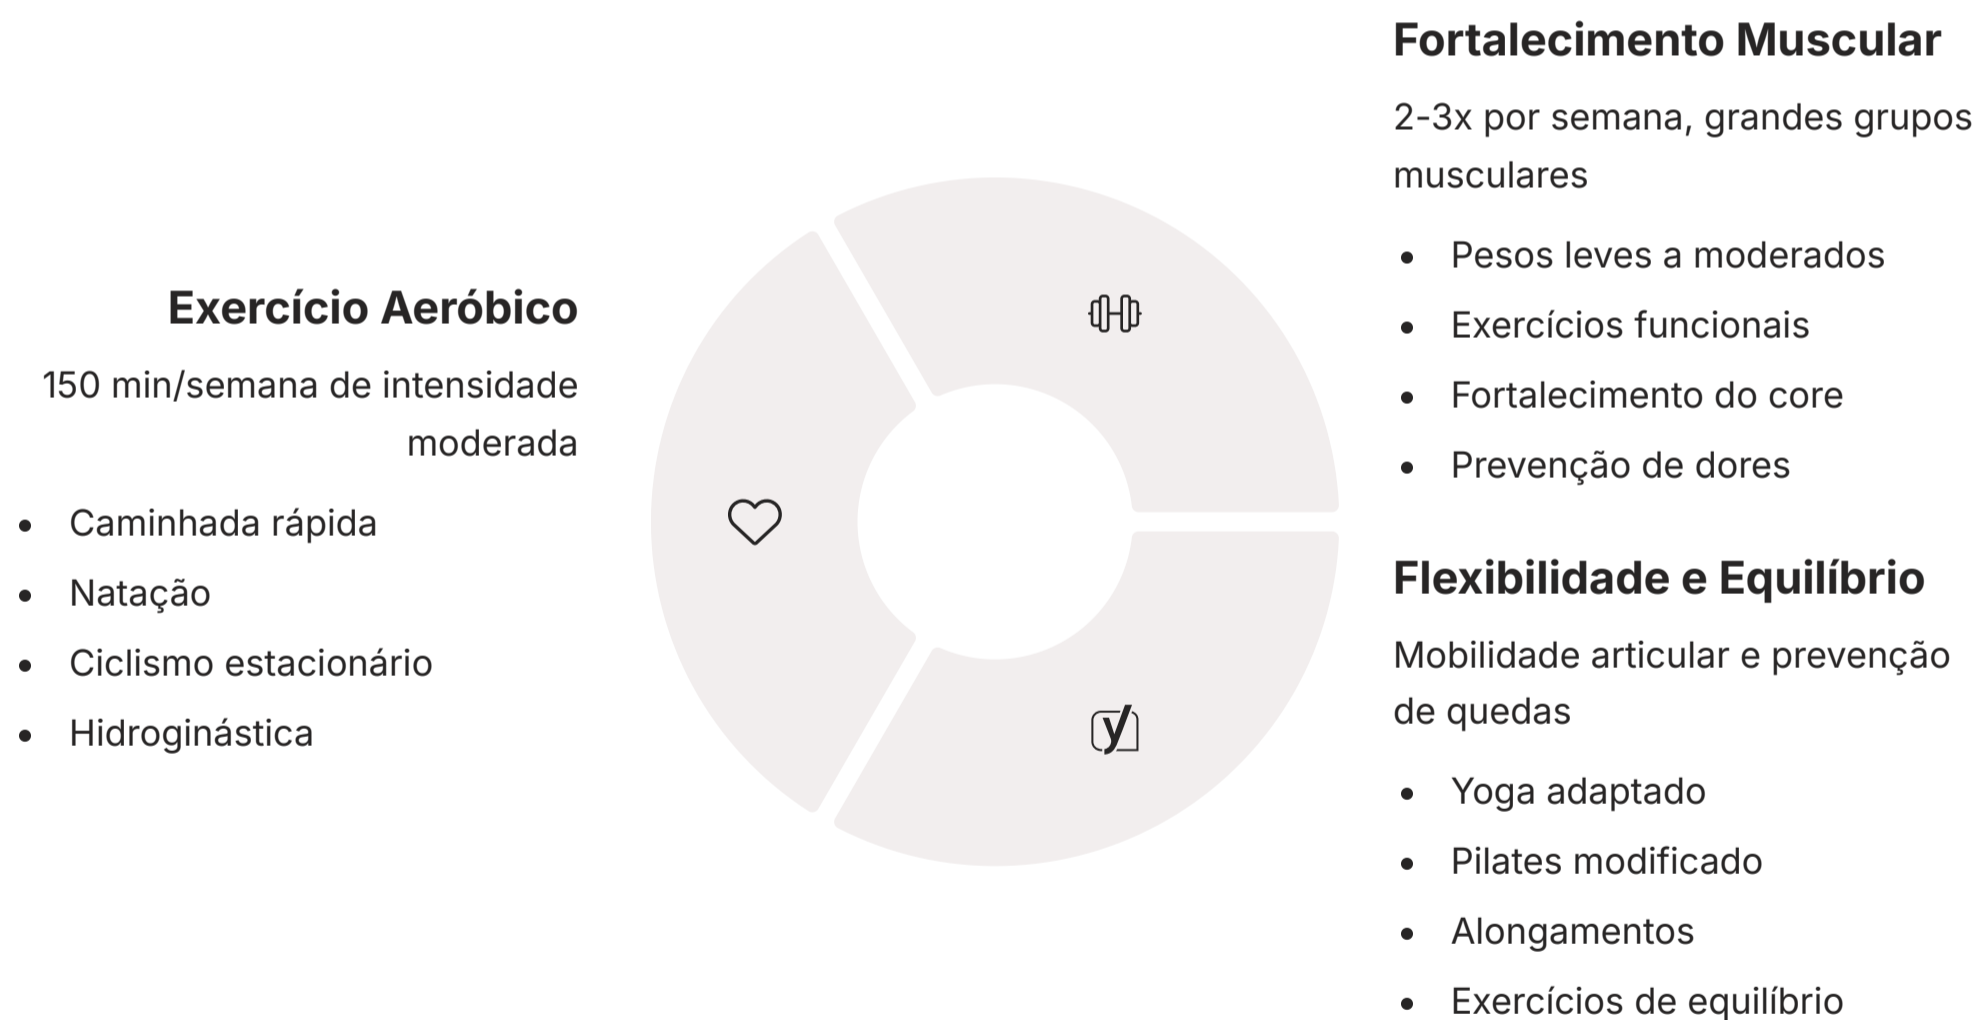 Exercício Aeróbico
150 min/semana de intensidade
moderada
• Caminhada rápida
• Natação
• Ciclismo estacionário
• Hidroginástica
Fortalecimento Muscular
2-3x por semana, grandes grupos
musculares
• Pesos leves a moderados
• Exercícios funcionais
• Fortalecimento do core
• Prevenção de dores
Flexibilidade e Equilíbrio
Mobilidade articular e prevenção
de quedas
• Yoga adaptado
• Pilates modificado
• Alongamentos
• Exercícios de equilíbrio
y